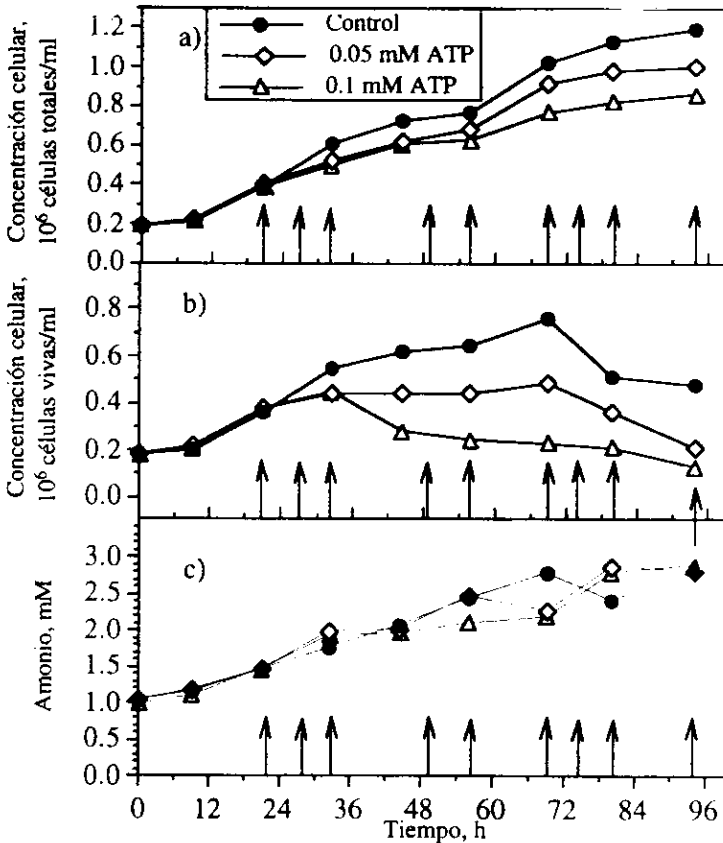 a)
Control
0.05 mM ATP
0.1 mM ATP
Concentración celular,
10⁶ células totales/ml
1.2
1.0
0.8
0.6
0.4
0.2
0.0
b)
Concentración celular,
10⁶ células vivas/ml
0.8
0.6
0.4
0.2
0.0
c)
Amonio, mM
3.0
2.5
2.0
1.5
1.0
0.5
0.0
0 12 24 36 48 60 72 84 96
Tiempo, h